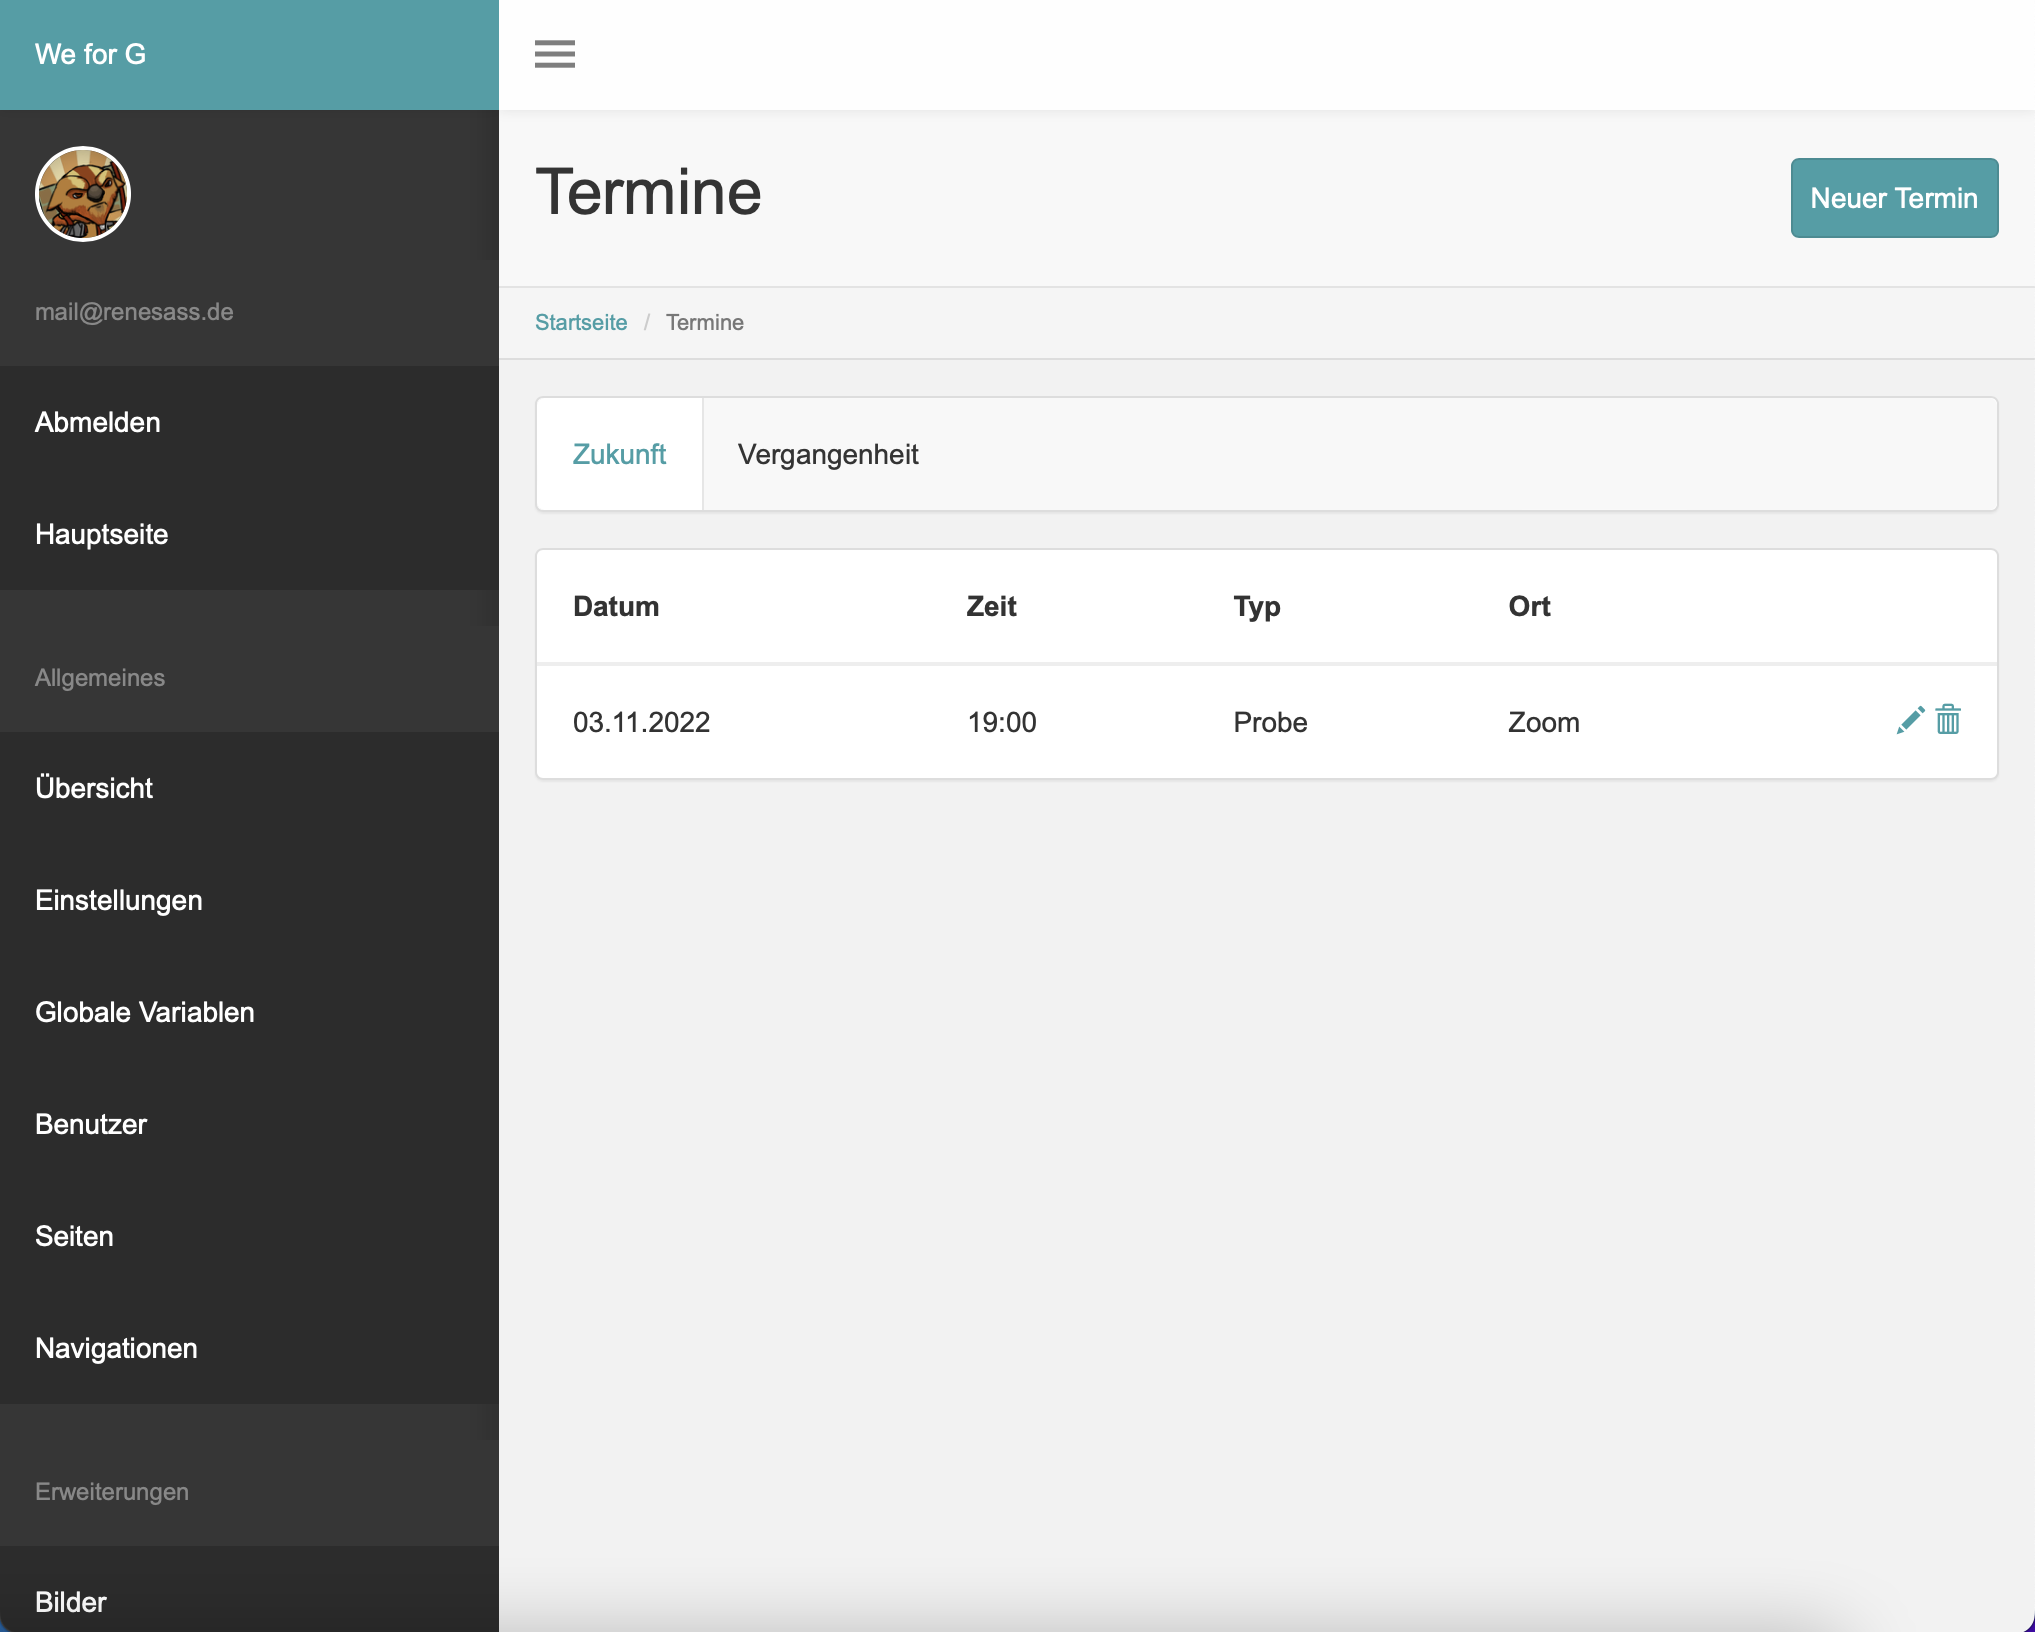 We for G
mail@renesass.de
Abmelden
Hauptseite
Allgemeines
Übersicht
Einstellungen
Globale Variablen
Benutzer
Seiten
Navigationen
Erweiterungen
Bilder
Termine
Neuer Termin
Startseite / Termine
Zukunft Vergangenheit
Datum Zeit Typ Ort
03.11.2022 19:00 Probe Zoom